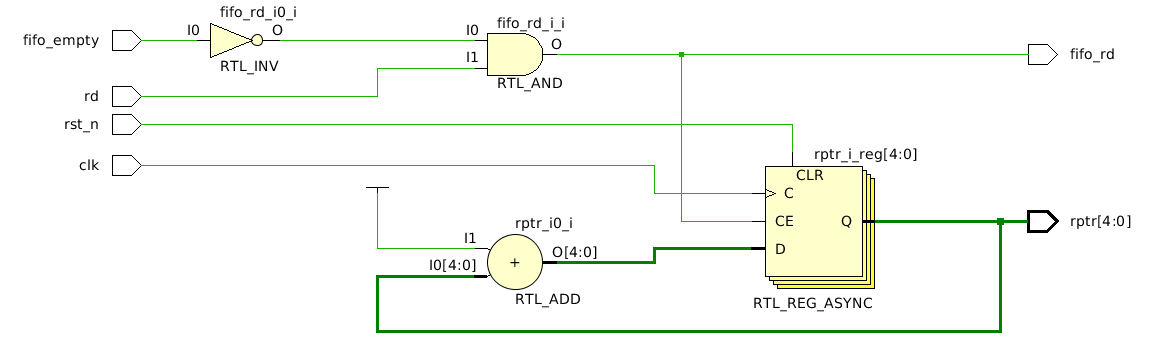 fifo_rd_i0_i
fifo_empty
I0
O
RTL_INV
fifo_rd_i_i
I0
I1
O
RTL_AND
fifo_rd
rd
rst_n
clk
rptr_i_reg[4:0]
CLR
C
CE
Q
D
RTL_REG_ASYNC
rptr[4:0]
rptr_i0_i
I1
I0[4:0]
O[4:0]
+
RTL_ADD